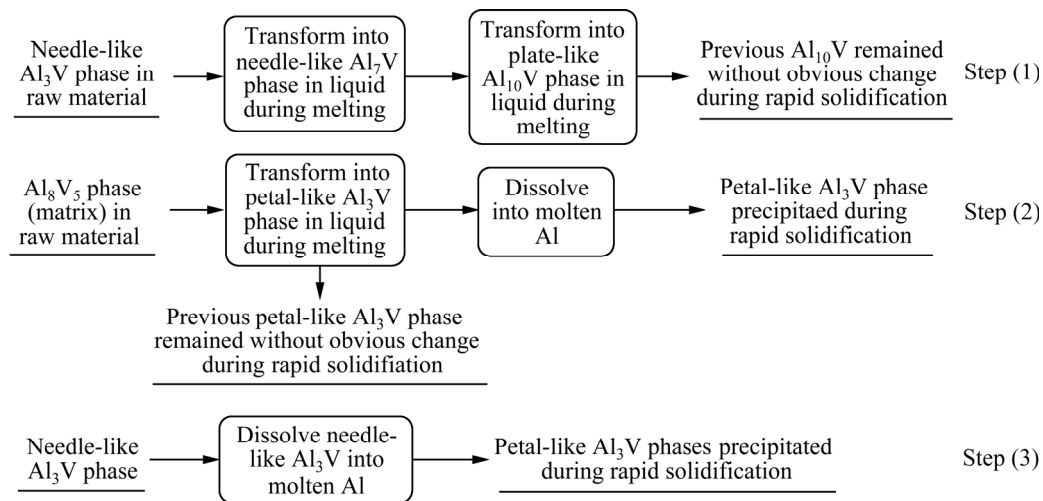 Needle-like
Al₃V phase in
raw material
Transform into
needle-like Al₇V
phase in liquid
during melting
Transform into
plate-like
Al₁₀V phase in
liquid during
melting
Previous Al₁₀V remained
without obvious change
during rapid solidification
Step (1)
Al₈V₅ phase
(matrix) in
raw material
Transform into
petal-like Al₃V
phase in liquid
during melting
Dissolve
into molten
Al
Petal-like Al₃V phase
precipitaed during
rapid solidification
Step (2)
Previous petal-like Al₃V phase
remained without obvious change
during rapid solidifiation
Needle-like
Al₃V phase
Dissolve needle-
like Al₃V into
molten Al
Petal-like Al₃V phases precipitated
during rapid solidification
Step (3)